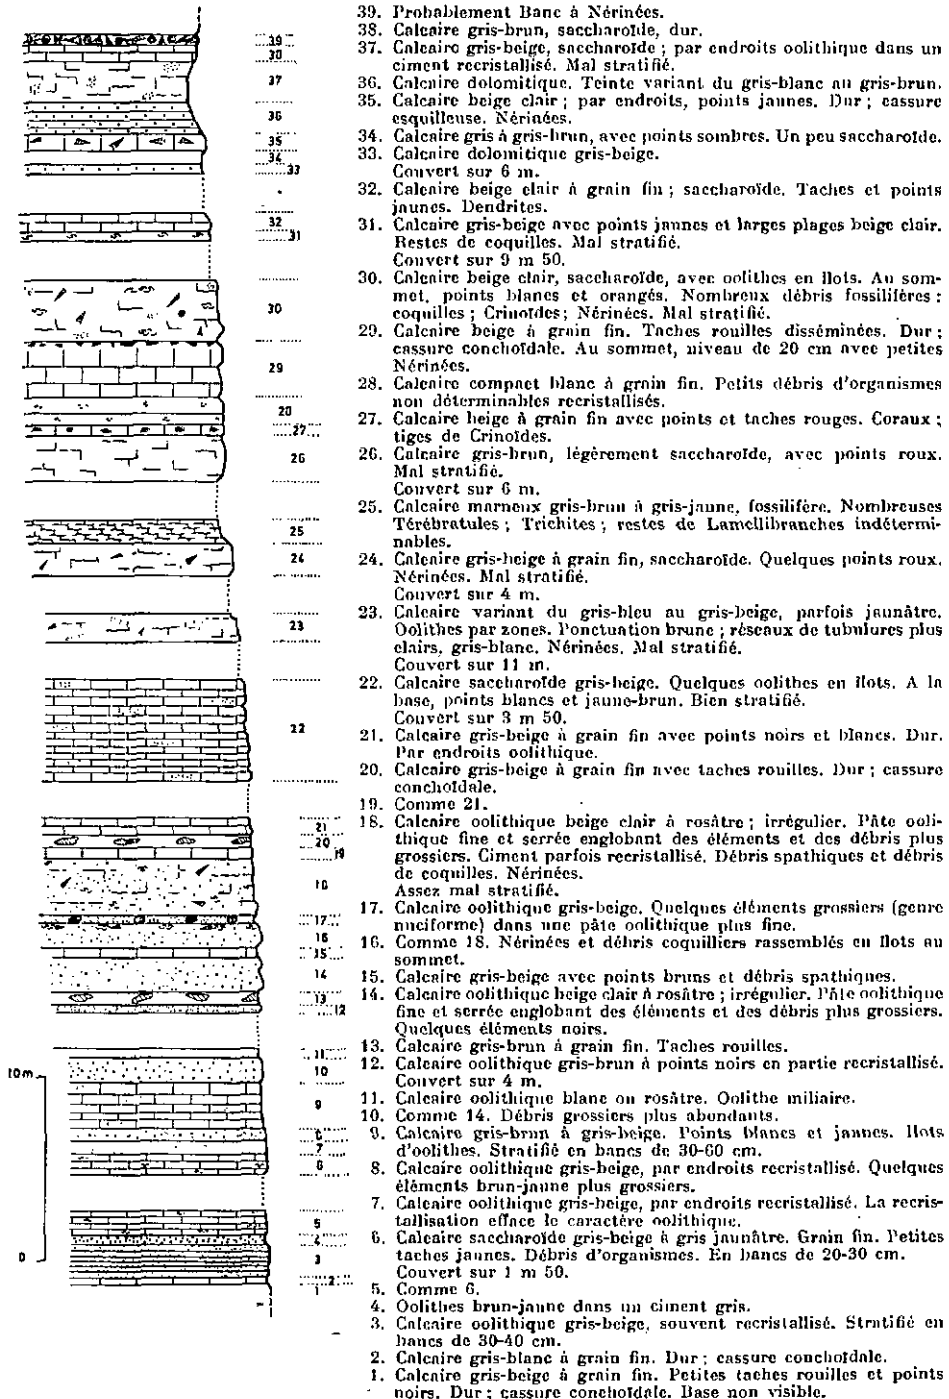 39. Probablement Banc à Nérinées.
38. Calcaire gris-brun, saccharoïde, dur.
37. Calcaire gris-beige, saccharoïde ; par endroits oolithique dans un
ciment recristallisé. Mal stratifié.
36. Calcaire dolomitique. Teinte variant du gris-blanc au gris-brun.
35. Calcaire beige clair ; par endroits, points jaunes. Dur ; cassure
esquilleuse. Nérinées.
34. Calcaire gris à gris-brun, avec points sombres. Un peu saccharoïde.
33. Calcaire dolomitique gris-beige.
Couvert sur 6 m.
32. Calcaire beige clair à grain fin ; saccharoïde. Taches et points
jaunes. Dendrites.
31. Calcaire gris-beige avec points jaunes et larges plages beige clair.
Restes de coquilles. Mal stratifié.
Couvert sur 9 m 50.
30. Calcaire beige clair, saccharoïde, avec oolithes en îlots. Au som-
met, points blancs et orangés. Nombreux débris fossilifères :
coquilles ; Crinoïdes ; Nérinées. Mal stratifié.
29. Calcaire beige à grain fin. Taches rouilles disséminées. Dur ;
cassure conchoïdale. Au sommet, niveau de 20 cm avec petites
Nérinées.
28. Calcaire compact blanc à grain fin. Petits débris d'organismes
non déterminables recristallisés.
27. Calcaire beige à grain fin avec points et taches rouges. Coraux ;
tiges de Crinoïdes.
26. Calcaire gris-brun, légèrement saccharoïde, avec points roux.
Mal stratifié.
Couvert sur 6 m.
25. Calcaire marneux gris-brun à gris-jaune, fossilifère. Nombreuses
Térébratules ; Trichites ; restes de Lamellibranches indétermi-
nables.
24. Calcaire gris-beige à grain fin, saccharoïde. Quelques points roux.
Nérinées. Mal stratifié.
Couvert sur 4 m.
23. Calcaire variant du gris-bleu au gris-beige, parfois jaunâtre.
Oolithes par zones. Ponctuation brune ; réseaux de tubulures plus
clairs, gris-blanc. Nérinées. Mal stratifié.
Couvert sur 11 m.
22. Calcaire saccharoïde gris-beige. Quelques oolithes en îlots. A la
base, points blancs et jaune-brun. Bien stratifié.
Couvert sur 3 m 50.
21. Calcaire gris-beige à grain fin avec points noirs et blancs. Dur.
Par endroits oolithique.
20. Calcaire gris-beige à grain fin avec taches rouilles. Dur ; cassure
conchoïdale.
19. Comme 21.
18. Calcaire oolithique beige clair à rosâtre ; irrégulier. Pâte ooli-
thique fine et serrée englobant des éléments et des débris plus
grossiers. Ciment parfois recristallisé. Débris spathiques et débris
de coquilles. Nérinées.
Assez mal stratifié.
17. Calcaire oolithique gris-beige. Quelques éléments grossiers (genre
nuciforme) dans une pâte oolithique plus fine.
16. Comme 18. Nérinées et débris coquilliers rassemblés en îlots au
sommet.
15. Calcaire gris-beige avec points bruns et débris spathiques.
14. Calcaire oolithique beige clair à rosâtre ; irrégulier. Pâte oolithique
fine et serrée englobant des éléments et des débris plus grossiers.
Quelques éléments noirs.
13. Calcaire gris-brun à grain fin. Taches rouilles.
12. Calcaire oolithique gris-brun à points noirs en partie recristallisé.
Couvert sur 4 m.
11. Calcaire oolithique blanc ou rosâtre. Oolithe miliaire.
10. Comme 14. Débris grossiers plus abondants.
9. Calcaire gris-brun à gris-beige. Points blancs et jaunes. Ilots
d'oolithes. Stratifié en bancs de 30-60 cm.
8. Calcaire oolithique gris-beige, par endroits recristallisé. Quelques
éléments brun-jaune plus grossiers.
7. Calcaire oolithique gris-beige, par endroits recristallisé. La recris-
tallisation efface le caractère oolithique.
6. Calcaire saccharoïde gris-beige à gris jaunâtre. Grain fin. Petites
taches jaunes. Débris d'organismes. En bancs de 20-30 cm.
Couvert sur 1 m 50.
5. Comme 6.
4. Oolithes brun-jaune dans un ciment gris.
3. Calcaire oolithique gris-beige, souvent recristallisé. Stratifié en
bancs de 30-40 cm.
2. Calcaire gris-blanc à grain fin. Dur ; cassure conchoïdale.
1. Calcaire gris-beige à grain fin. Petites taches rouilles et points
noirs. Dur ; cassure conchoïdale. Base non visible.
39
38
37
36
35
34
33
32
31
30
29
28
27
26
25
24
23
22
21
20
19
18
17
16
15
14
13
12
11
10
9
8
7
6
5
4
3
2
1
10m
0